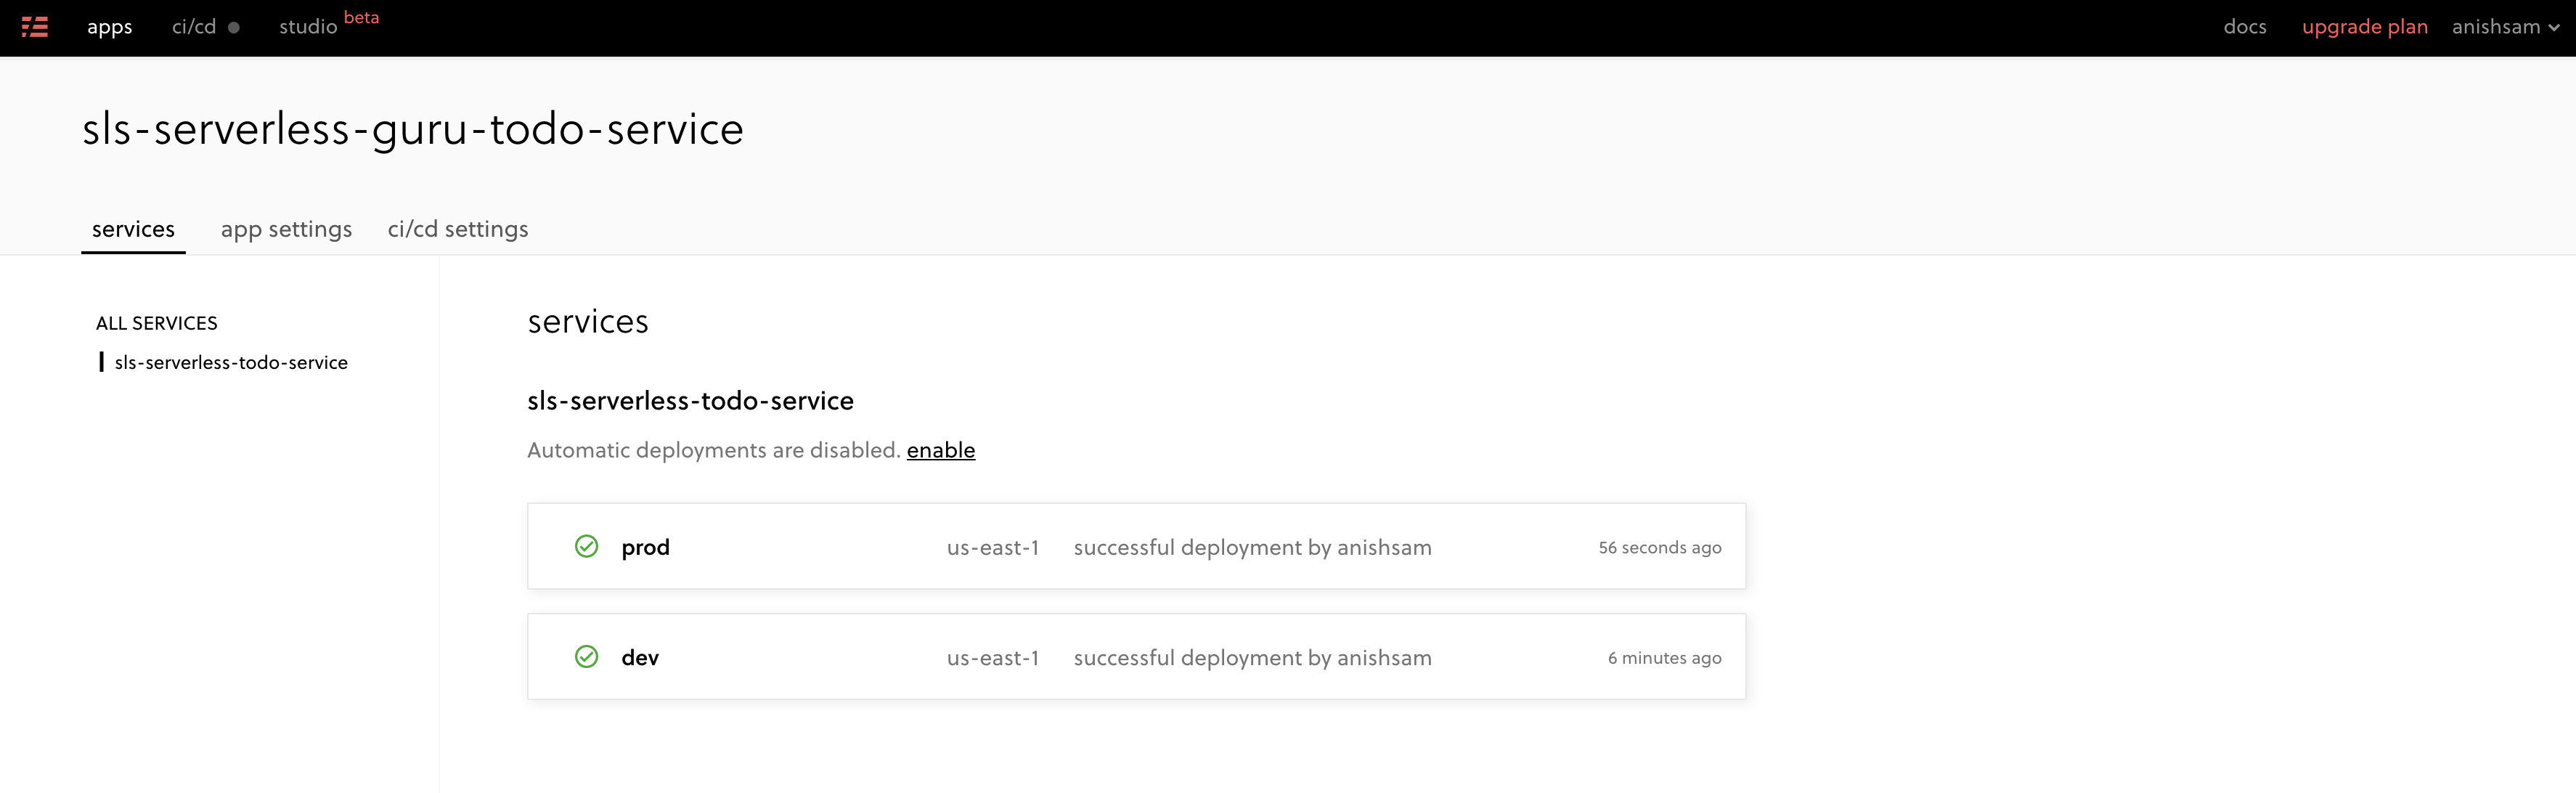 apps ci/cd studio beta docs upgrade plan anishsam
sls-serverless-guru-todo-service
services app settings ci/cd settings
ALL SERVICES
sls-serverless-todo-service
services
sls-serverless-todo-service
Automatic deployments are disabled. enable
prod us-east-1 successful deployment by anishsam 56 seconds ago
dev us-east-1 successful deployment by anishsam 6 minutes ago